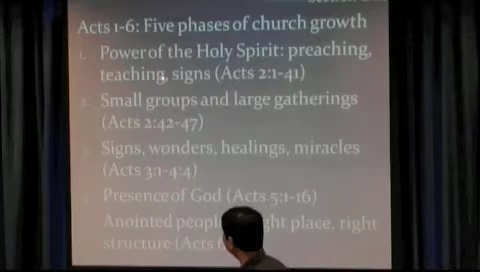 Acts 1-6: Five phases of church growth
1. Power of the Holy Spirit: preaching,
teaching, signs (Acts 2:1-41)
2. Small groups and large gatherings
(Acts 2:42-47)
Signs, wonders, healings, miracles
(Acts 3:1-4:4)
Presence of God (Acts 5:1-16)
Anointed place, right
structure (Acts